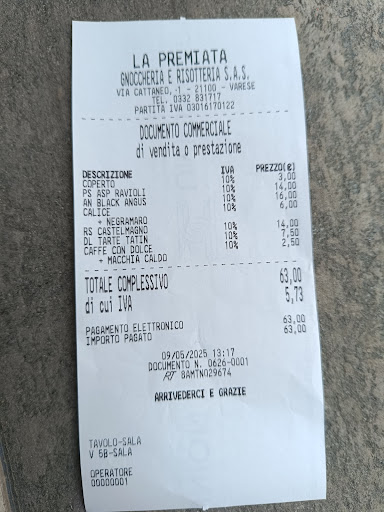 LA PREMIATA
GNOCCHERIA E RISOTTERIA S.A.S.
VIA CATTANEO, -1 - 21100 - VARESE
TEL. 0332 831717
PARTITA IVA 03016170122
DOCUMENTO COMMERCIALE
di vendita o prestazione
DESCRIZIONE IVA PREZZO(€)
COPERTO 10% 3,00
PS ASP RAVIOLI 10% 14,00
AN BLACK ANGUS 10% 16,00
CALICE 10% 6,00
+ NEGRAMARO
RS CASTELMAGNO 10% 14,00
DL TARTE TATIN 10% 7,50
CAFFE CON DOLCE 10% 2,50
+ MACCHIA CALDO
TOTALE COMPLESSIVO 63,00
di cui IVA 5,73
PAGAMENTO ELETTRONICO 63,00
IMPORTO PAGATO 63,00
09/05/2025 13:17
DOCUMENTO N. 0626-0001
RT BAMTN029674
ARRIVEDERCI E GRAZIE
TAVOLO-SALA
V 5B-SALA
OPERATORE
00000001